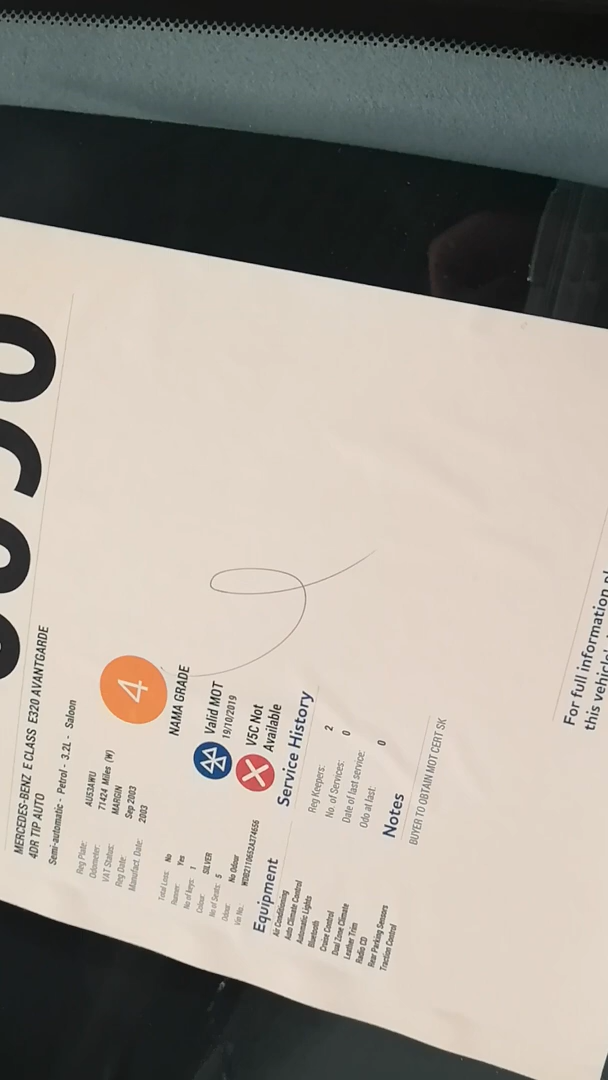 MERCEDES-BENZ E CLASS E320 AVANTGARDE
4DR TIP AUTO
Semi-automatic - Petrol - 3.2L - Saloon
Reg Plate: AU53AWU
Odometer: 71424 Miles (W)
VAT Status: MARGIN
Reg Date: Sep 2003
Manufact. Date: 2003
4
NAMA GRADE
Total Loss: No
Runner: Yes
No of keys: 1
Colour: SILVER
No of Seats: 5
Odour: No Odour
Vin No.
Valid MOT
19/10/2019
V5C Not
Available
Equipment
Air Conditioning
Auto Climate Control
Automatic Lights
Bluetooth
Cruise Control
Dual Zone Climate
Leather Trim
Radio CD
Rear Parking Sensors
Traction Control
Service History
Reg Keepers: 2
No. of Services: 0
Date of last service: 0
Odo at last: 0
Notes
BUYER TO OBTAIN MOT CERT SK
For full information
this vehicle's